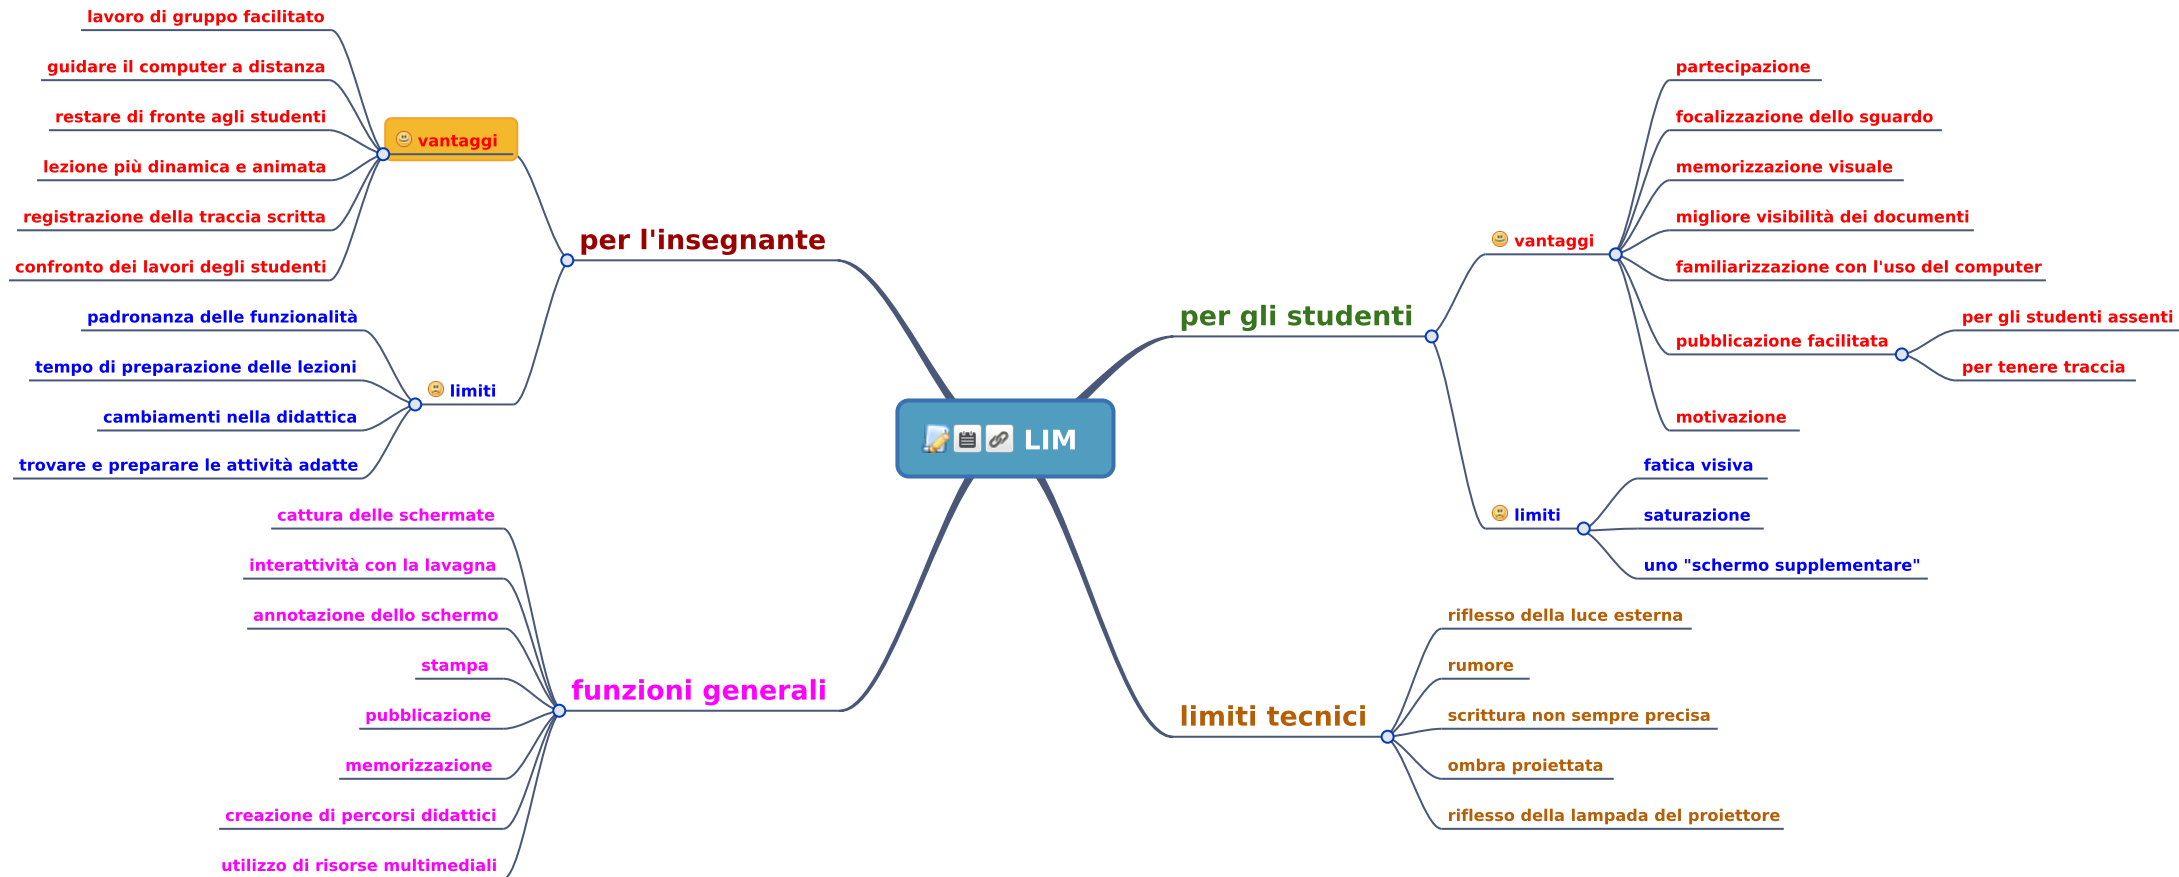 LIM
per l'insegnante
vantaggi
lavoro di gruppo facilitato
guidare il computer a distanza
restare di fronte agli studenti
lezione più dinamica e animata
registrazione della traccia scritta
confronto dei lavori degli studenti
limiti
padronanza delle funzionalità
tempo di preparazione delle lezioni
cambiamenti nella didattica
trovare e preparare le attività adatte
funzioni generali
cattura delle schermate
interattività con la lavagna
annotazione dello schermo
stampa
pubblicazione
memorizzazione
creazione di percorsi didattici
utilizzo di risorse multimediali
per gli studenti
vantaggi
partecipazione
focalizzazione dello sguardo
memorizzazione visuale
migliore visibilità dei documenti
familiarizzazione con l'uso del computer
pubblicazione facilitata
per gli studenti assenti
per tenere traccia
motivazione
limiti
fatica visiva
saturazione
uno "schermo supplementare"
limiti tecnici
riflesso della luce esterna
rumore
scrittura non sempre precisa
ombra proiettata
riflesso della lampada del proiettore